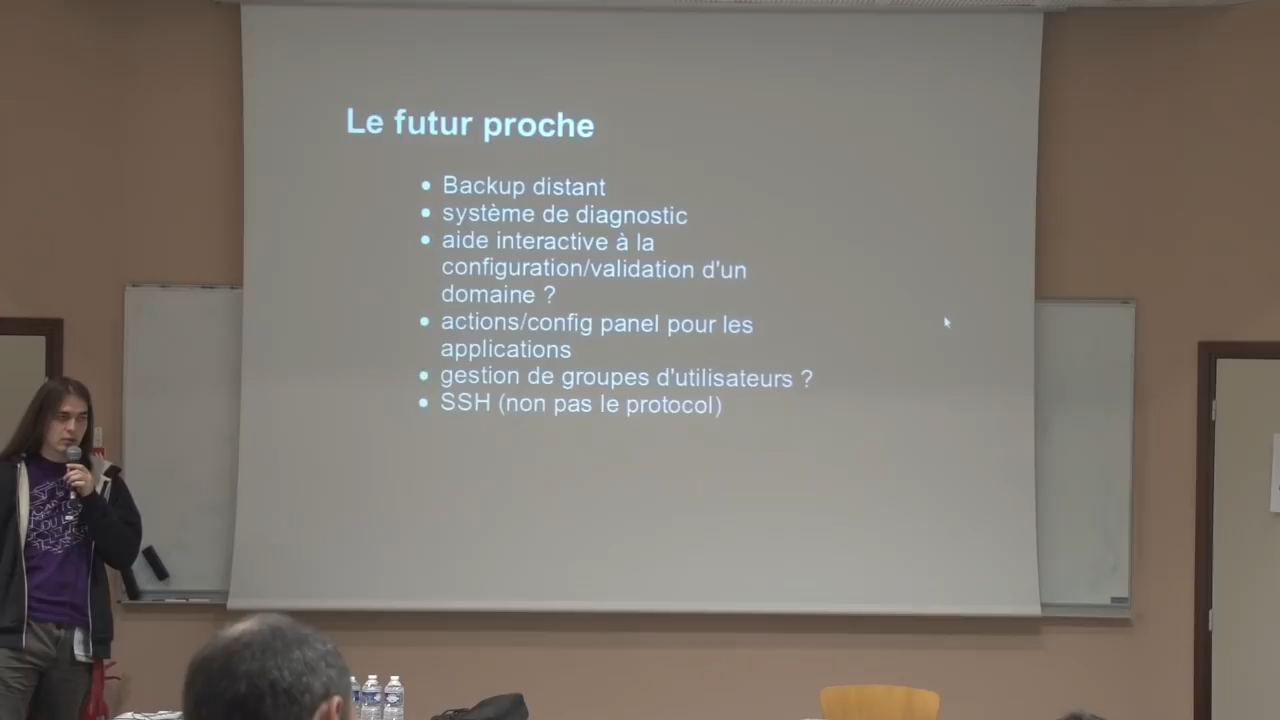 Le futur proche
• Backup distant
• système de diagnostic
• aide interactive à la
configuration/validation d'un
domaine ?
• actions/config panel pour les
applications
• gestion de groupes d'utilisateurs ?
• SSH (non pas le protocol)